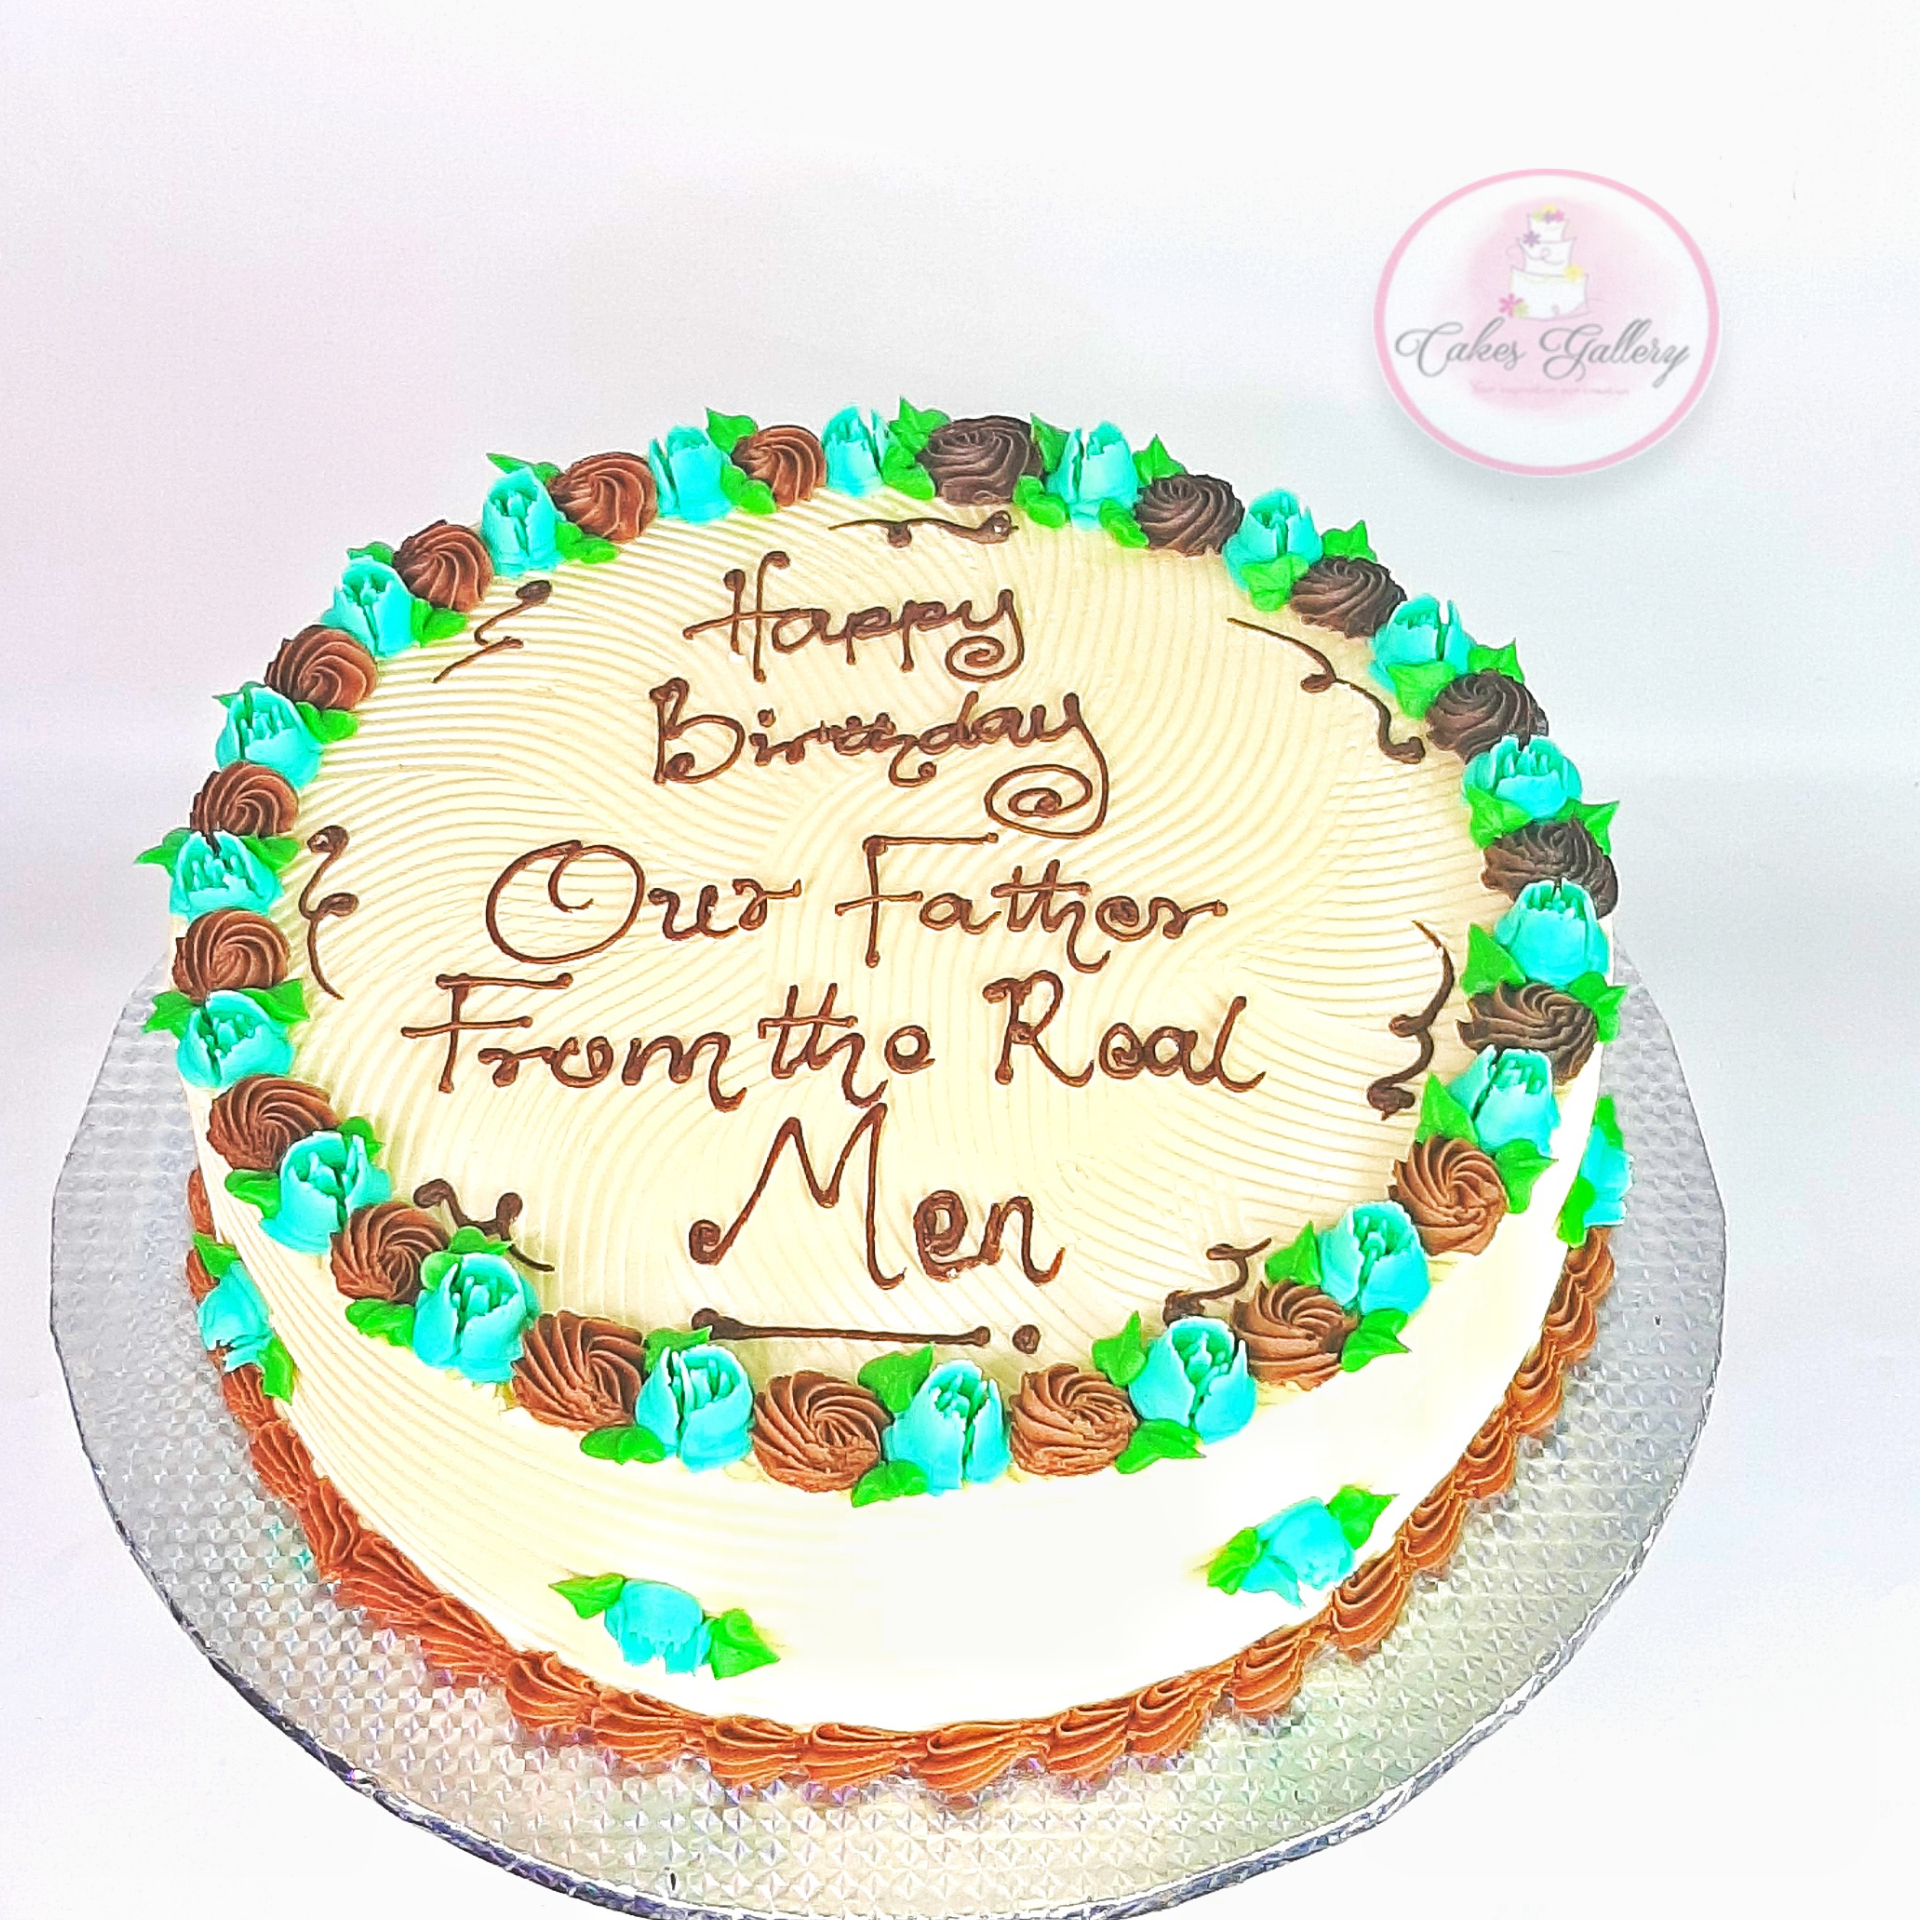 Cakes Gallery
Happy
Birthday
Our Father
From the Real
Men